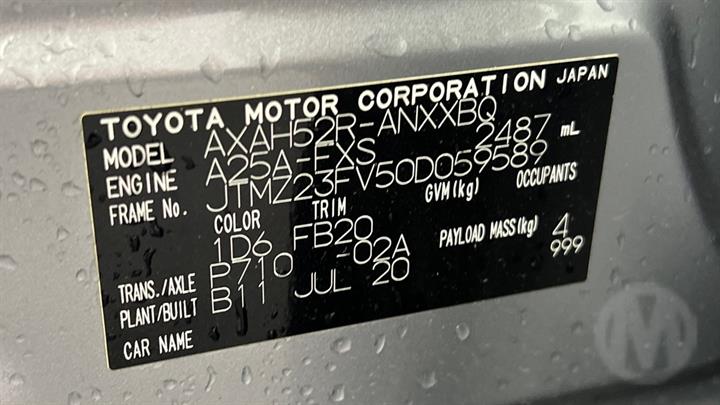 TOYOTA MOTOR CORPORATION JAPAN
MODEL AXAH52R-ANXXBQ
ENGINE A25A-FXS 2487 mL
FRAME No. JTMZ23FV50D059589
COLOR TRIM GVM(kg) OCCUPANTS
1D6 FB20 4
TRANS./AXLE P710 -02A PAYLOAD MASS(kg) 999
PLANT/BUILT B11 JUL 20
CAR NAME
M